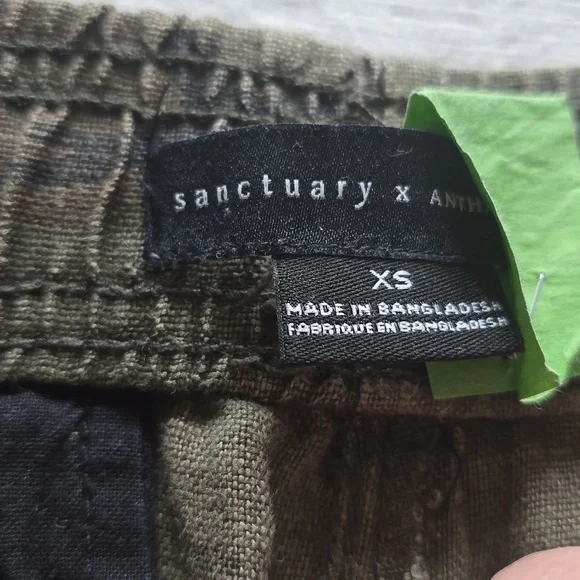 sanctuary x ANTH
XS
MADE IN BANGLADESH
FABRIQUE EN BANGLADESH